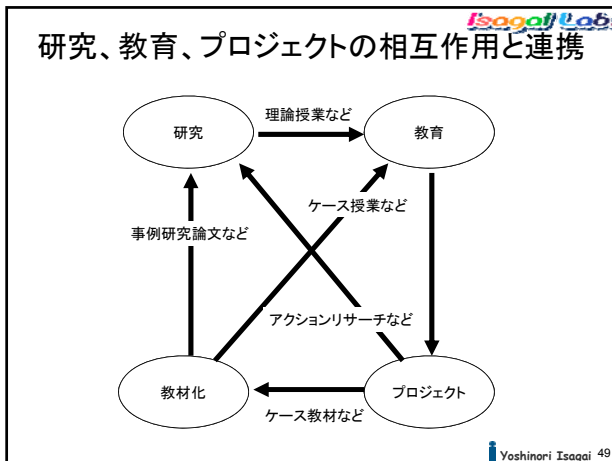 Isagai Labo
研究、教育、プロジェクトの相互作用と連携
理論授業など
研究
教育
ケース授業など
事例研究論文など
アクションリサーチなど
教材化
プロジェクト
ケース教材など
Yoshinori Isagai 49